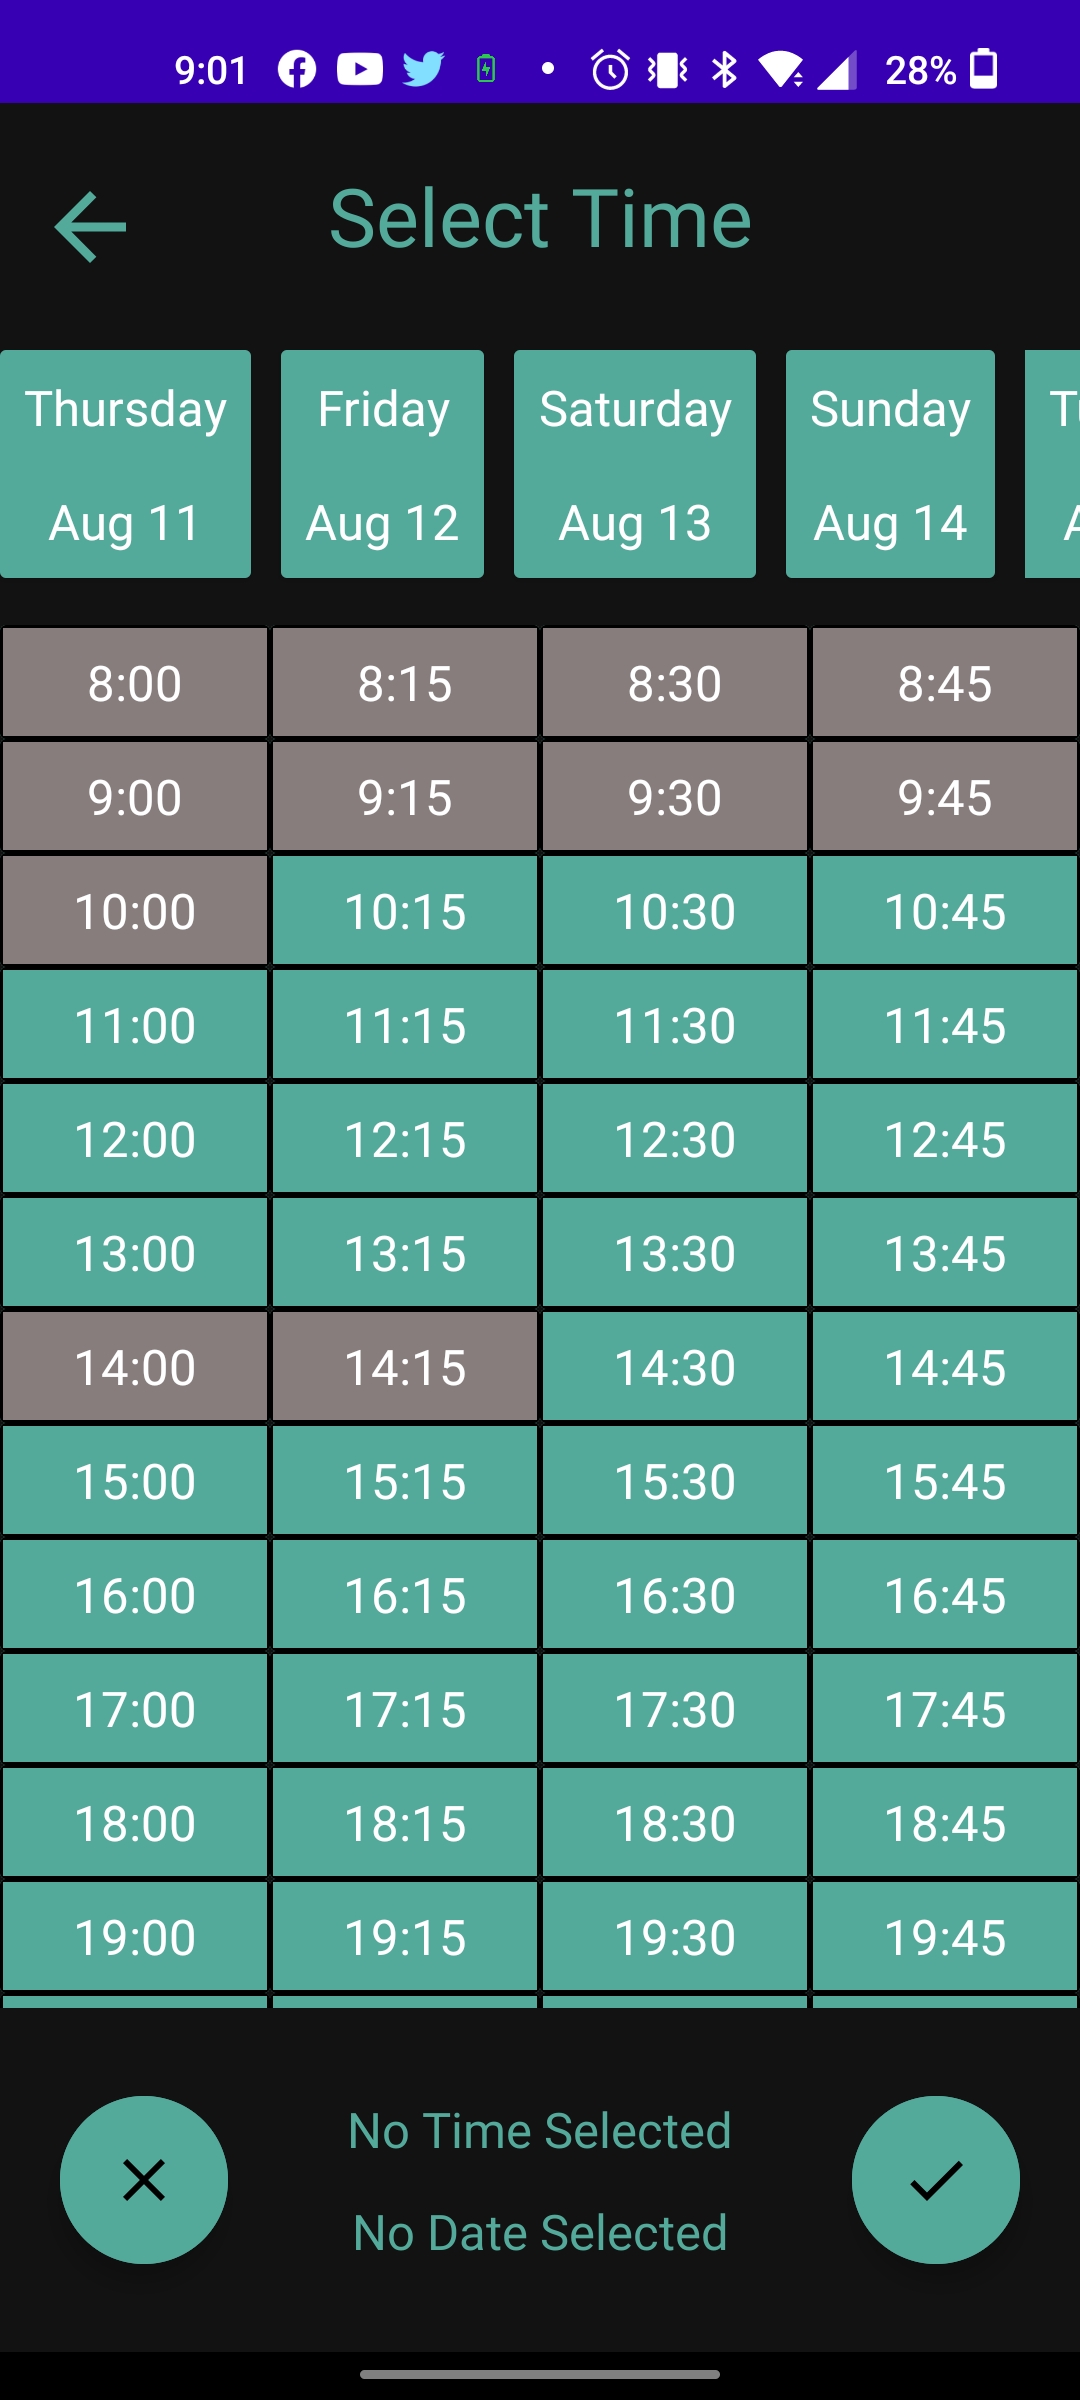 9:01 28%
Select Time
Thursday Friday Saturday Sunday
Aug 11 Aug 12 Aug 13 Aug 14
8:00 8:15 8:30 8:45
9:00 9:15 9:30 9:45
10:00 10:15 10:30 10:45
11:00 11:15 11:30 11:45
12:00 12:15 12:30 12:45
13:00 13:15 13:30 13:45
14:00 14:15 14:30 14:45
15:00 15:15 15:30 15:45
16:00 16:15 16:30 16:45
17:00 17:15 17:30 17:45
18:00 18:15 18:30 18:45
19:00 19:15 19:30 19:45
No Time Selected
No Date Selected